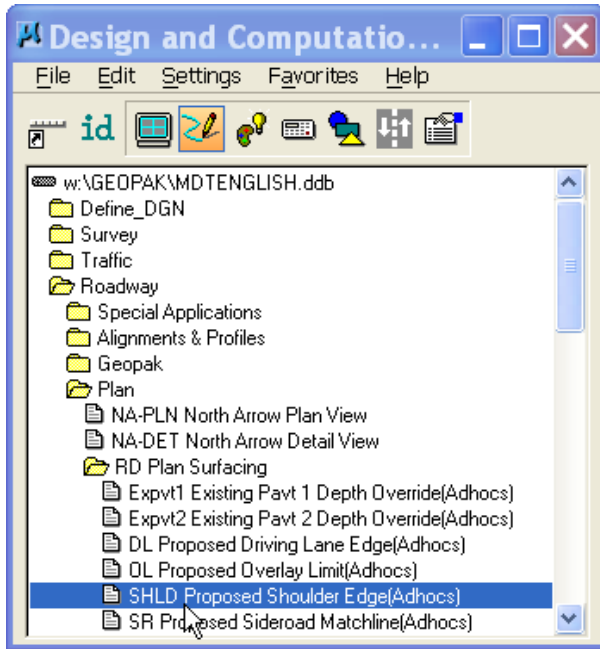 Design and Computatio...
File Edit Settings Favorites Help
id
w:\GEOPAK\MDTENGLISH.ddb
Define_DGN
Survey
Traffic
Roadway
Special Applications
Alignments & Profiles
Geopak
Plan
NA-PLN North Arrow Plan View
NA-DET North Arrow Detail View
RD Plan Surfacing
Expvt1 Existing Pavt 1 Depth Override(Adhocs)
Expvt2 Existing Pavt 2 Depth Override(Adhocs)
DL Proposed Driving Lane Edge(Adhocs)
OL Proposed Overlay Limit(Adhocs)
SHLD Proposed Shoulder Edge(Adhocs)
SR Proposed Sideroad Matchline(Adhocs)